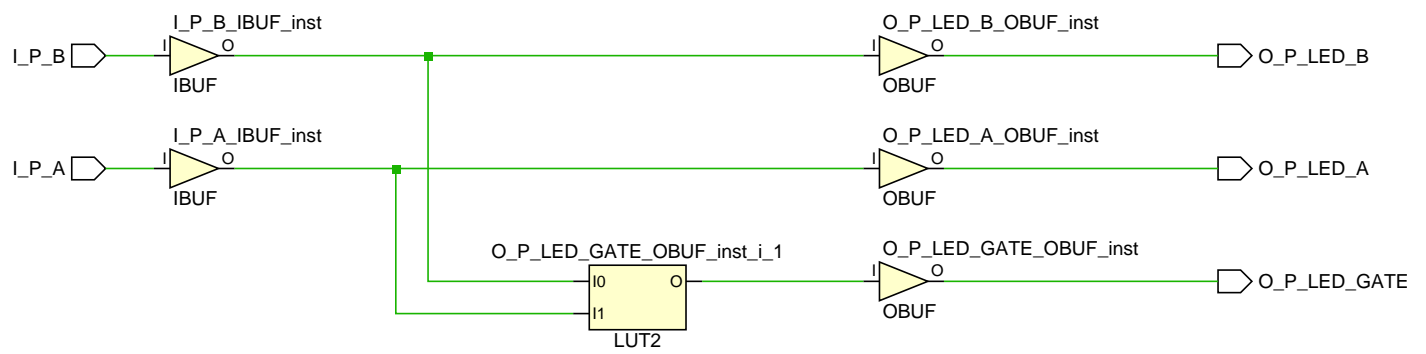 I_P_B_IBUF_inst
O_P_LED_B_OBUF_inst
I_P_B
I
O
I
O
O_P_LED_B
IBUF
OBUF
I_P_A_IBUF_inst
O_P_LED_A_OBUF_inst
I_P_A
I
O
I
O
O_P_LED_A
IBUF
OBUF
O_P_LED_GATE_OBUF_inst_i_1
O_P_LED_GATE_OBUF_inst
I0
O
I
O
O_P_LED_GATE
I1
OBUF
LUT2